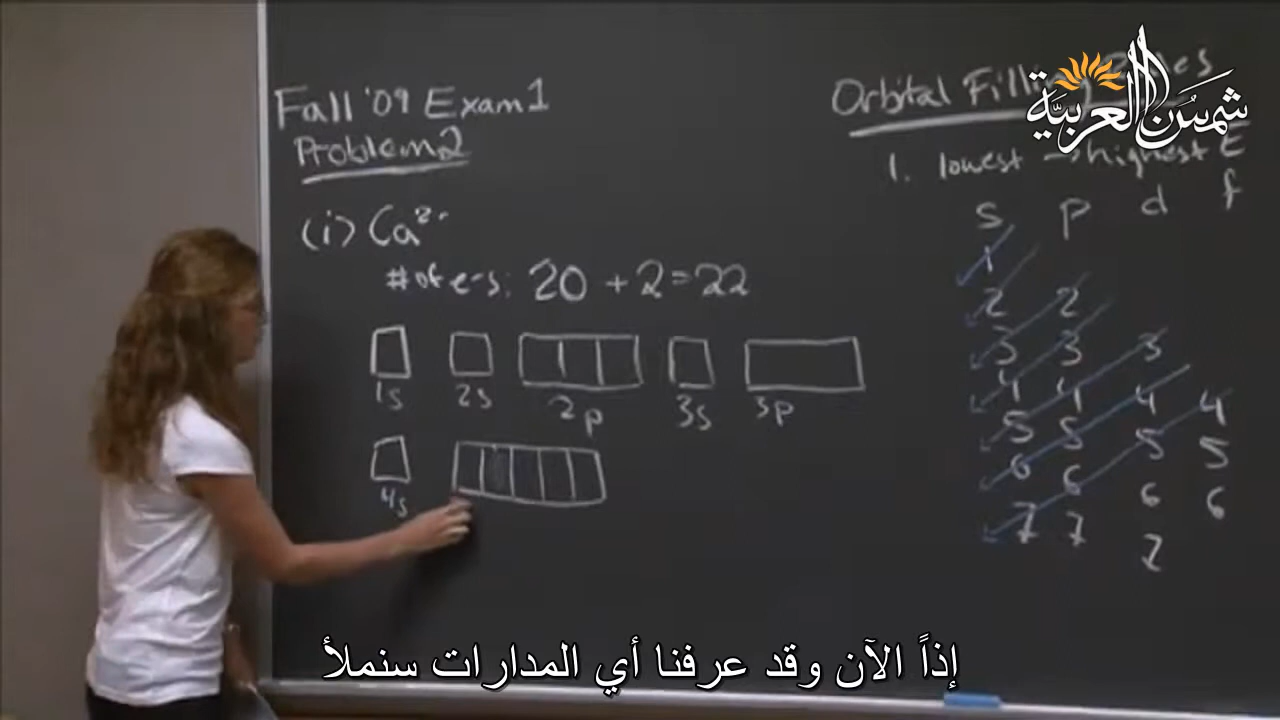 Fall '09 Exam 1
Problem 2
(i) Ca²⁻
# of e-s: 20 + 2 = 22
1s 2s 2p 3s 3p
4s
Orbital Filling
1. lowest → highest E
s p d f
1
2 2
3 3 3
4 4 4 4
5 5 5 5
6 6 6 6
7 7 7
شمس العربية
إذاً الآن وقد عرفنا أي المدارات سنملأ